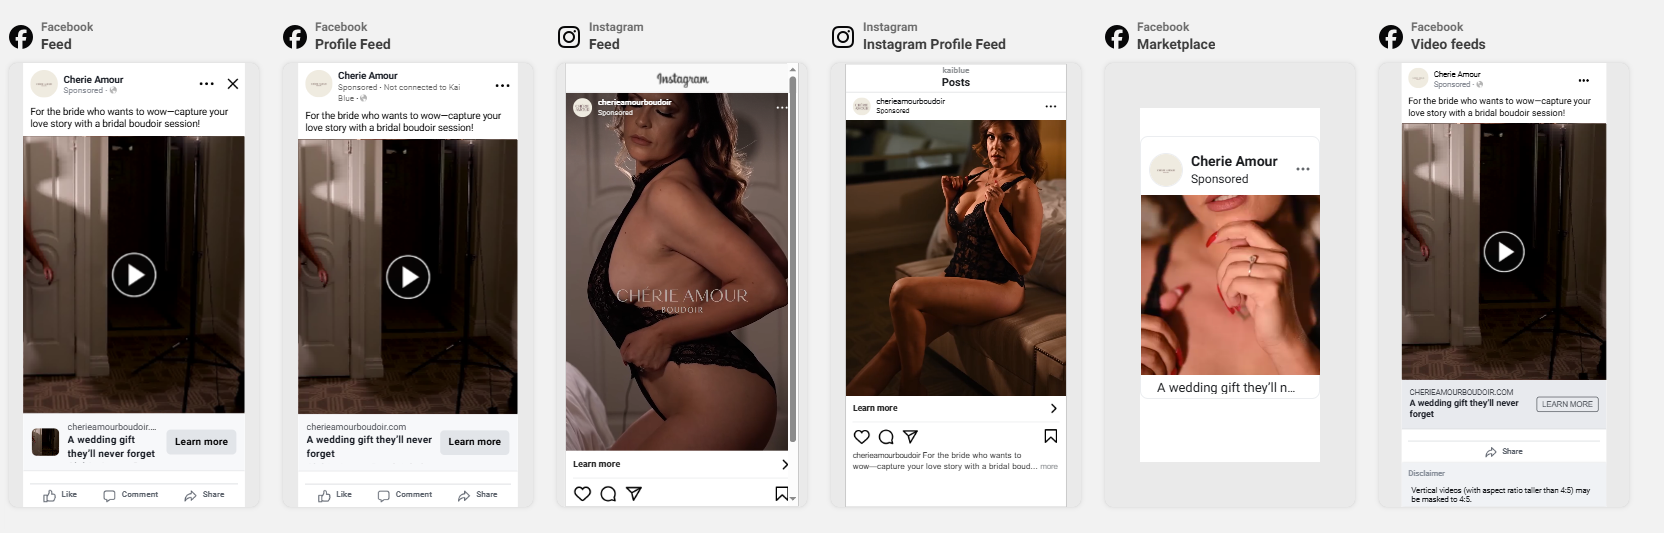 Facebook
Feed
Cherie Amour
Sponsored ·
For the bride who wants to wow—capture your
love story with a bridal boudoir session!
cherieamourboudoir....
A wedding gift
they'll never forget
Learn more
Like
Comment
Share
Facebook
Profile Feed
Cherie Amour
Sponsored · Not connected to Kai
Blue ·
For the bride who wants to wow—capture your
love story with a bridal boudoir session!
cherieamourboudoir.com
A wedding gift they'll never
forget
Learn more
Like
Comment
Share
Instagram
Feed
Instagram
cherieamourboudoir
Sponsored
CHÉRIE AMOUR
BOUDOIR
Learn more
Instagram
Instagram Profile Feed
kaiblue
Posts
cherieamourboudoir
Sponsored
Learn more
cherieamourboudoir For the bride who wants to
wow—capture your love story with a bridal boud... more
Facebook
Marketplace
Cherie Amour
Sponsored
A wedding gift they'll n...
Facebook
Video feeds
Cherie Amour
Sponsored ·
For the bride who wants to wow—capture your
love story with a bridal boudoir session!
CHERIEAMOURBOUDOIR.COM
A wedding gift they'll never
forget
LEARN MORE
Share
Disclaimer
Vertical videos (with aspect ratio taller than 4:5) may
be masked to 4:5.